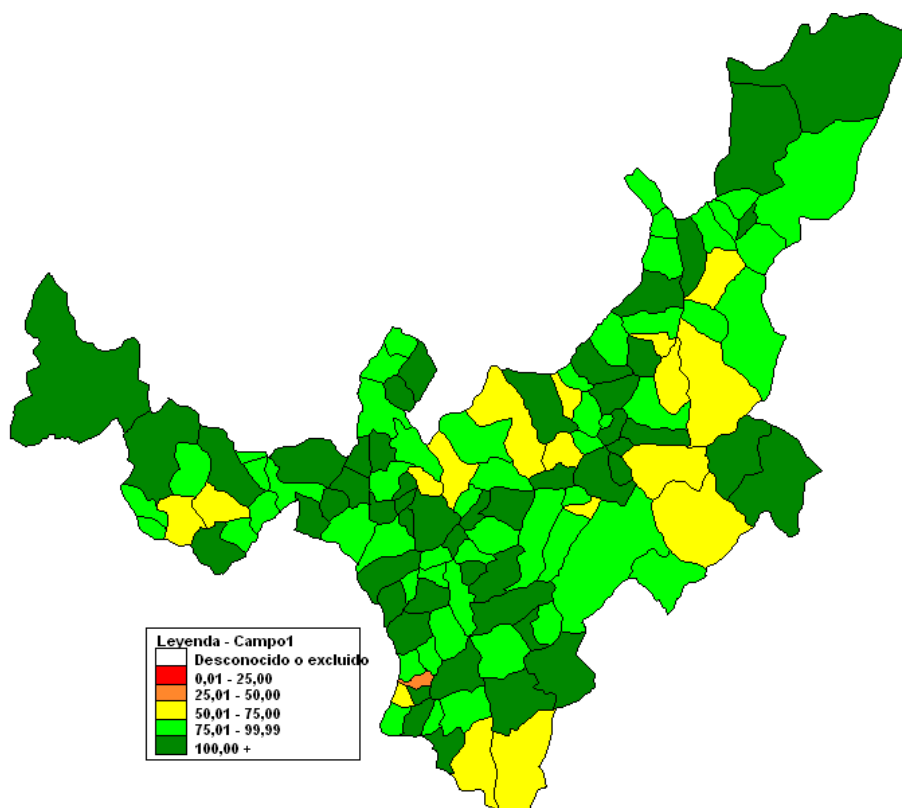 Leyenda - Campo1
Desconocido o excluido
0,01 - 25,00
25,01 - 50,00
50,01 - 75,00
75,01 - 99,99
100,00 +